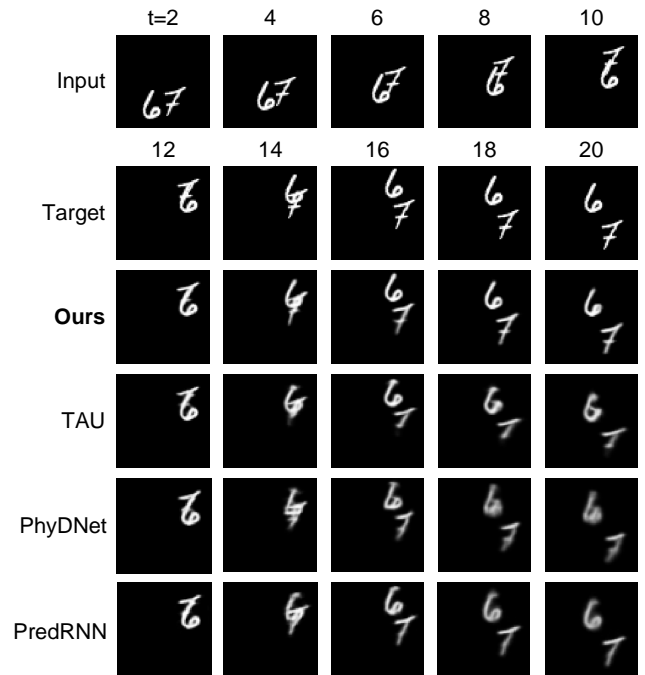 t=2 4 6 8 10
Input
12 14 16 18 20
Target
Ours
TAU
PhyDNet
PredRNN